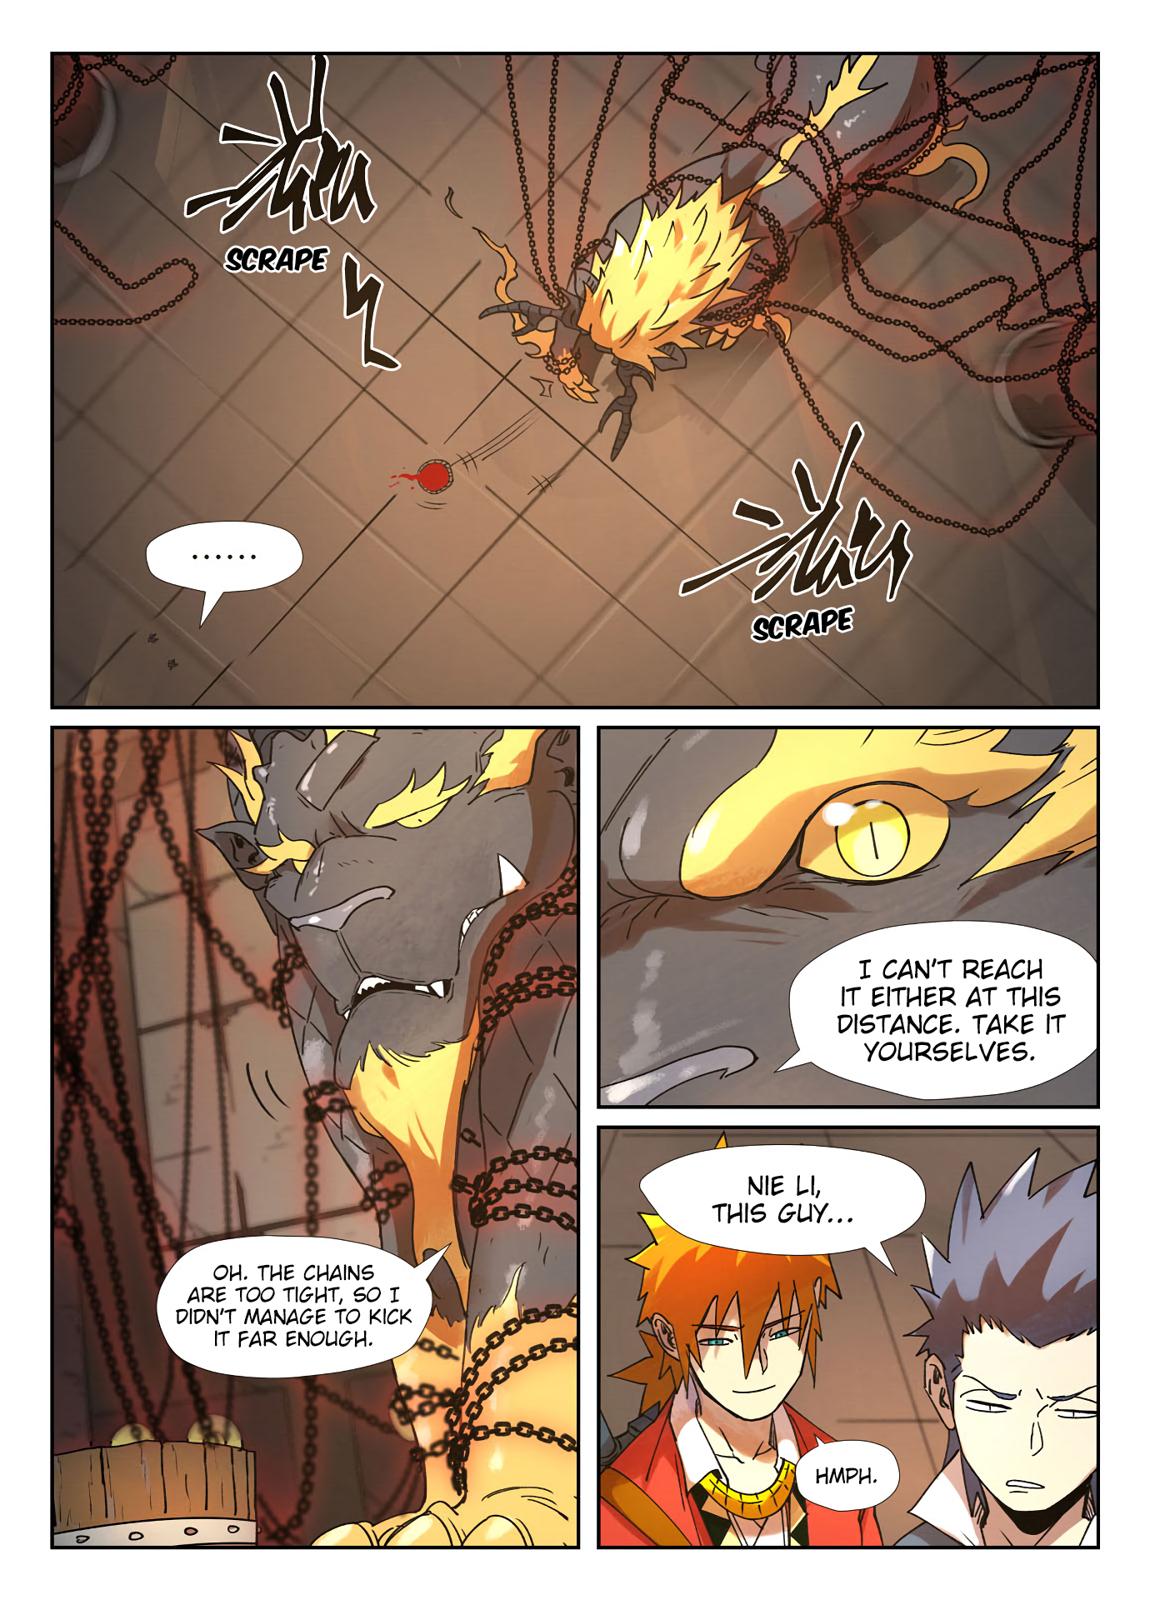 SCRAPE
SCRAPE
......
OH. THE CHAINS
ARE TOO TIGHT, SO I
DIDN'T MANAGE TO KICK
IT FAR ENOUGH.
I CAN'T REACH
IT EITHER AT THIS
DISTANCE. TAKE IT
YOURSELVES.
NIE LI,
THIS GUY...
HMPH.